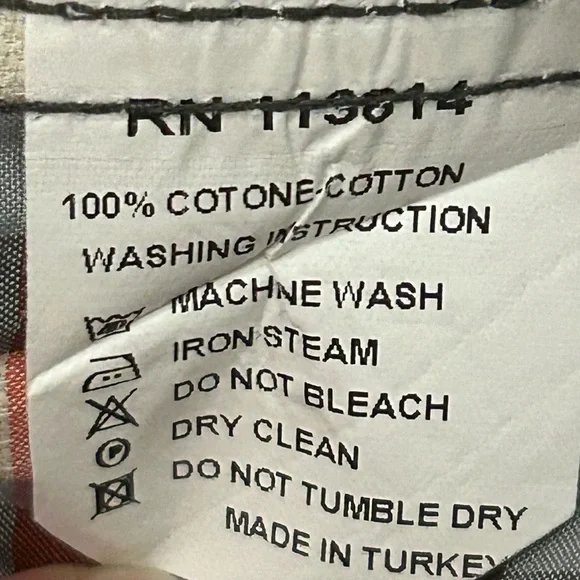 RN 113814
100% COTONE-COTTON
WASHING INSTRUCTION
MACHNE WASH
IRON STEAM
DO NOT BLEACH
P DRY CLEAN
DO NOT TUMBLE DRY
MADE IN TURKEY